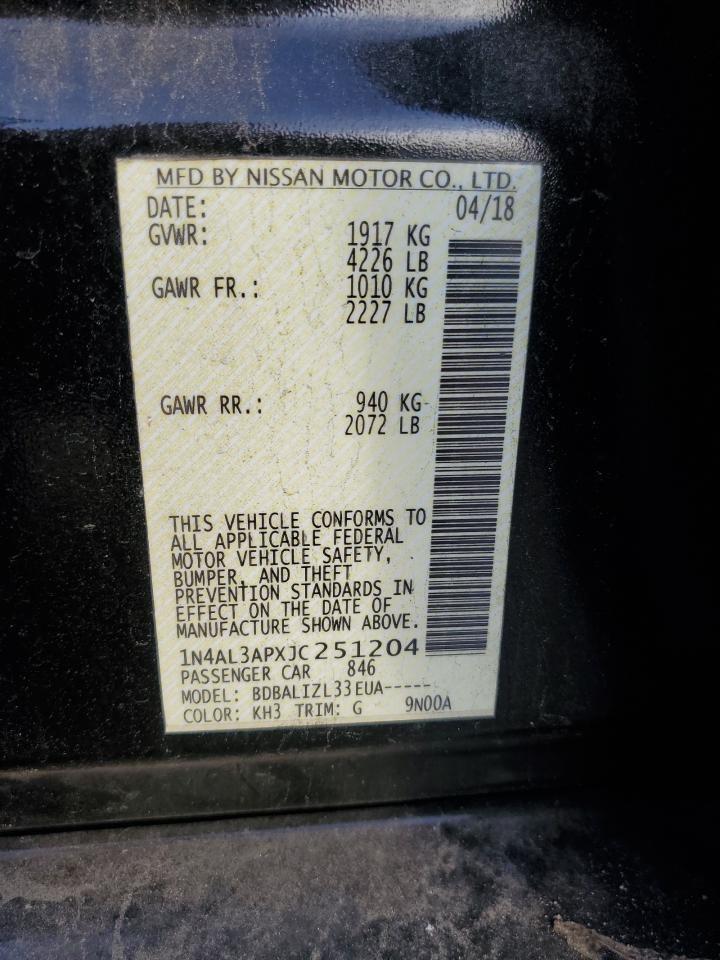 MFD BY NISSAN MOTOR CO., LTD.
DATE: 04/18
GVWR: 1917 KG
4226 LB
GAWR FR.: 1010 KG
2227 LB
GAWR RR.: 940 KG
2072 LB
THIS VEHICLE CONFORMS TO
ALL APPLICABLE FEDERAL
MOTOR VEHICLE SAFETY,
BUMPER, AND THEFT
PREVENTION STANDARDS IN
EFFECT ON THE DATE OF
MANUFACTURE SHOWN ABOVE.
1N4AL3APXJC251204
PASSENGER CAR 846
MODEL: BDBALIZL33EUA-----
COLOR: KH3 TRIM: G 9N00A